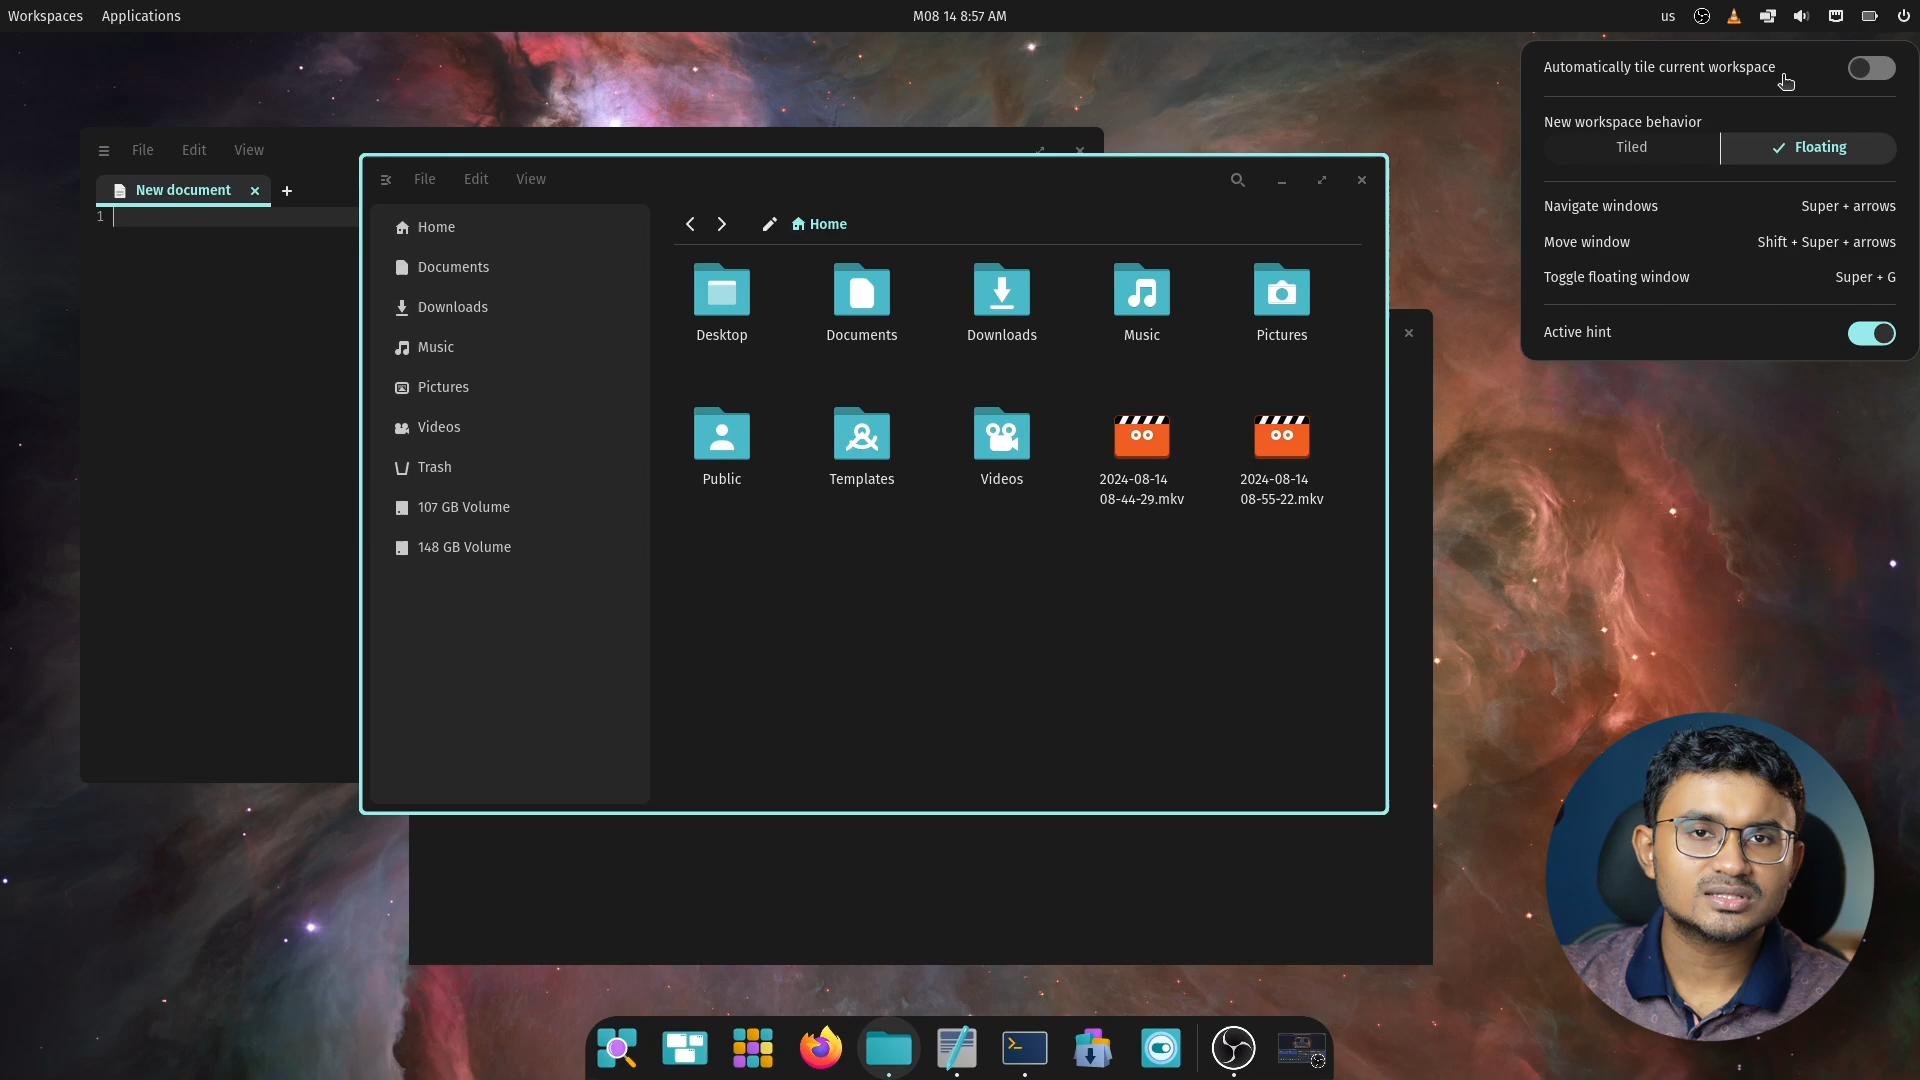 Workspaces Applications M08 14 8:57 AM us
Automatically tile current workspace
New workspace behavior
Tiled Floating
Navigate windows Super + arrows
Move window Shift + Super + arrows
Toggle floating window Super + G
Active hint
File Edit View
New document
1
File Edit View
Home
Documents
Downloads
Music
Pictures
Videos
Trash
107 GB Volume
148 GB Volume
Home
Desktop Documents Downloads Music Pictures
Public Templates Videos 2024-08-14 2024-08-14
08-44-29.mkv 08-55-22.mkv